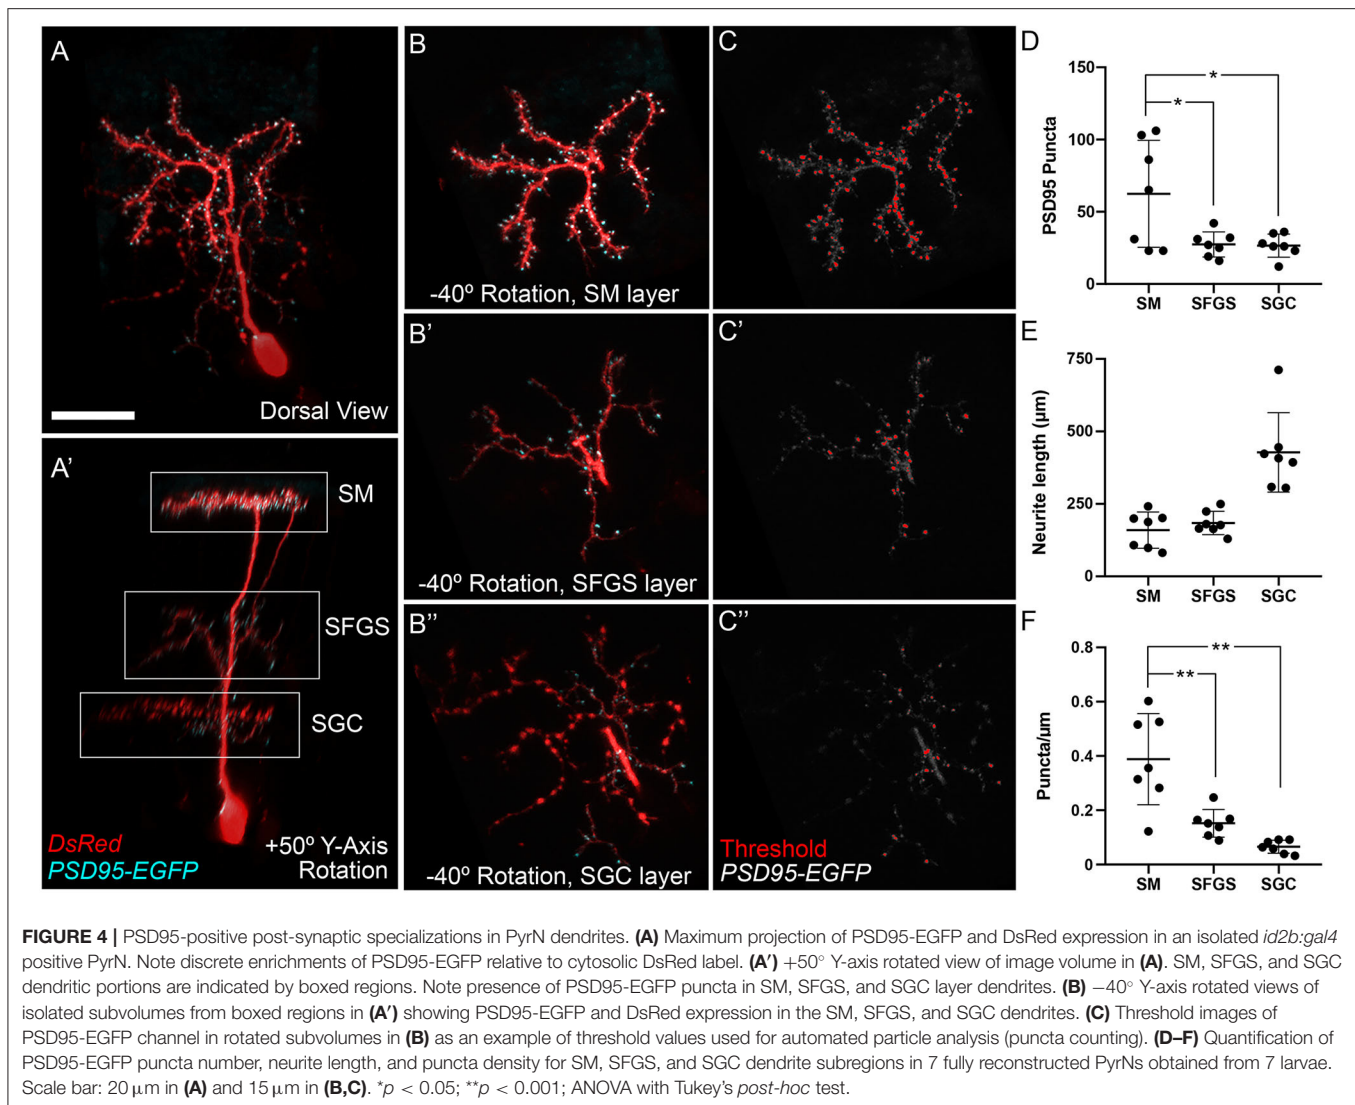 A
Dorsal View
A'
SM
SFGS
SGC
DsRed
PSD95-EGFP
+50º Y-Axis
Rotation
B
-40º Rotation, SM layer
B'
-40º Rotation, SFGS layer
B"
-40º Rotation, SGC layer
C
C'
C"
Threshold
PSD95-EGFP
D
150
100
50
0
PSD95 Puncta
*
*
SM SFGS SGC
E
750
500
250
0
Neurite length (μm)
SM SFGS SGC
F
0.8
0.6
0.4
0.2
0
Puncta/μm
**
**
SM SFGS SGC
FIGURE 4 | PSD95-positive post-synaptic specializations in PyrN dendrites. (A) Maximum projection of PSD95-EGFP and DsRed expression in an isolated id2b:gal4
positive PyrN. Note discrete enrichments of PSD95-EGFP relative to cytosolic DsRed label. (A′) +50° Y-axis rotated view of image volume in (A). SM, SFGS, and SGC
dendritic portions are indicated by boxed regions. Note presence of PSD95-EGFP puncta in SM, SFGS, and SGC layer dendrites. (B) −40° Y-axis rotated views of
isolated subvolumes from boxed regions in (A′) showing PSD95-EGFP and DsRed expression in the SM, SFGS, and SGC dendrites. (C) Threshold images of
PSD95-EGFP channel in rotated subvolumes in (B) as an example of threshold values used for automated particle analysis (puncta counting). (D–F) Quantification of
PSD95-EGFP puncta number, neurite length, and puncta density for SM, SFGS, and SGC dendrite subregions in 7 fully reconstructed PyrNs obtained from 7 larvae.
Scale bar: 20 μm in (A) and 15 μm in (B,C). *p < 0.05; **p < 0.001; ANOVA with Tukey's post-hoc test.